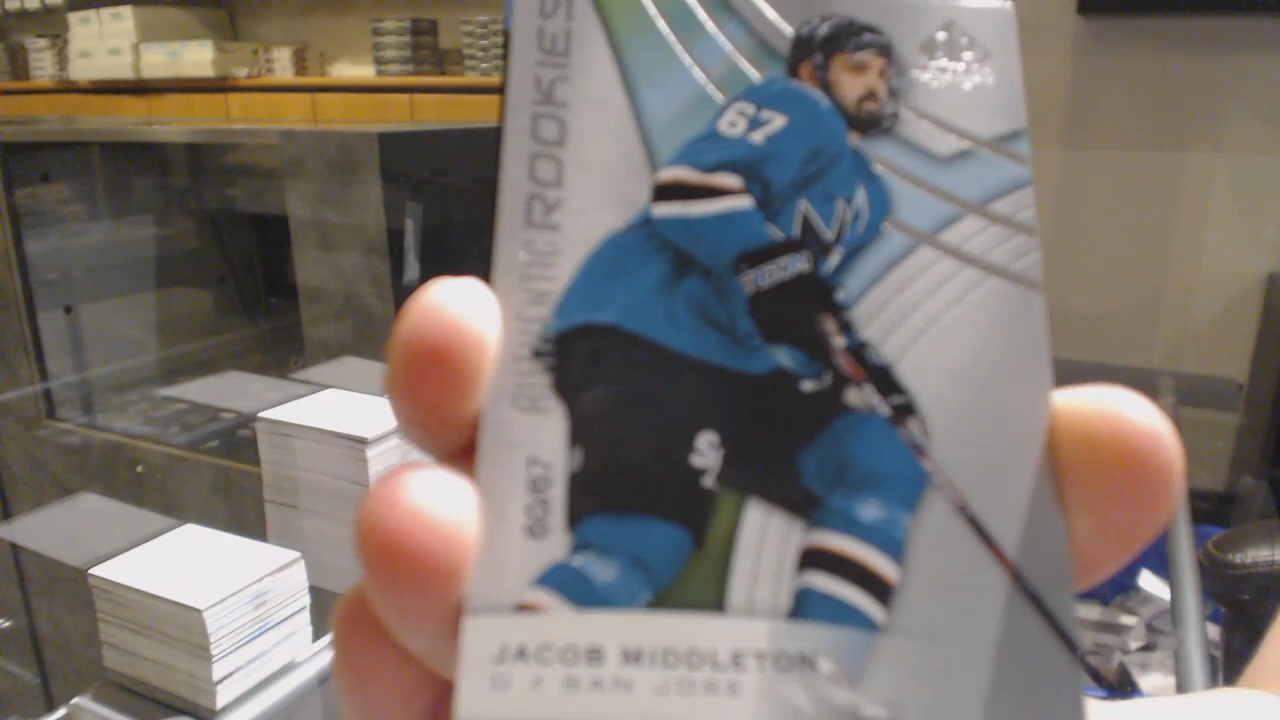 AUTHENTIC ROOKIES
67
60/67
JACOB MIDDLETON
D / SAN JOSE